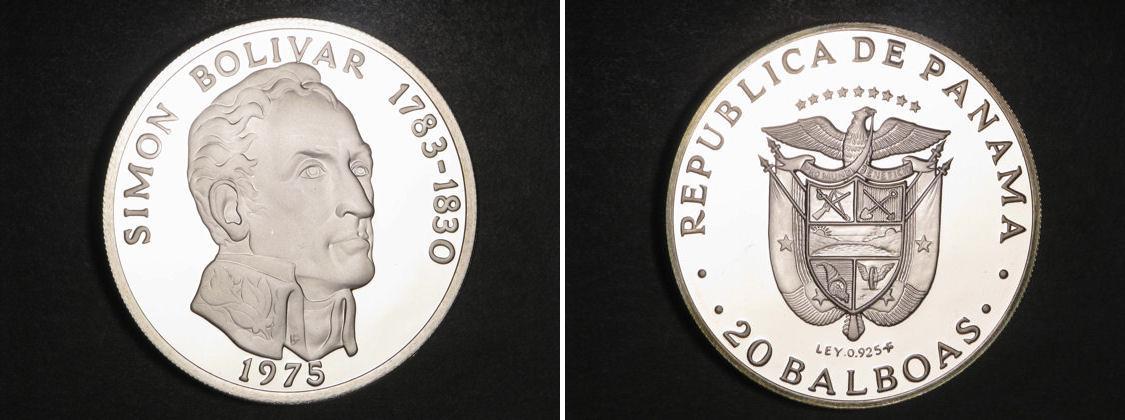 SIMON BOLIVAR 1783-1830
1975
REPUBLICA DE PANAMA
LEY.0.925
· 20 BALBOAS ·